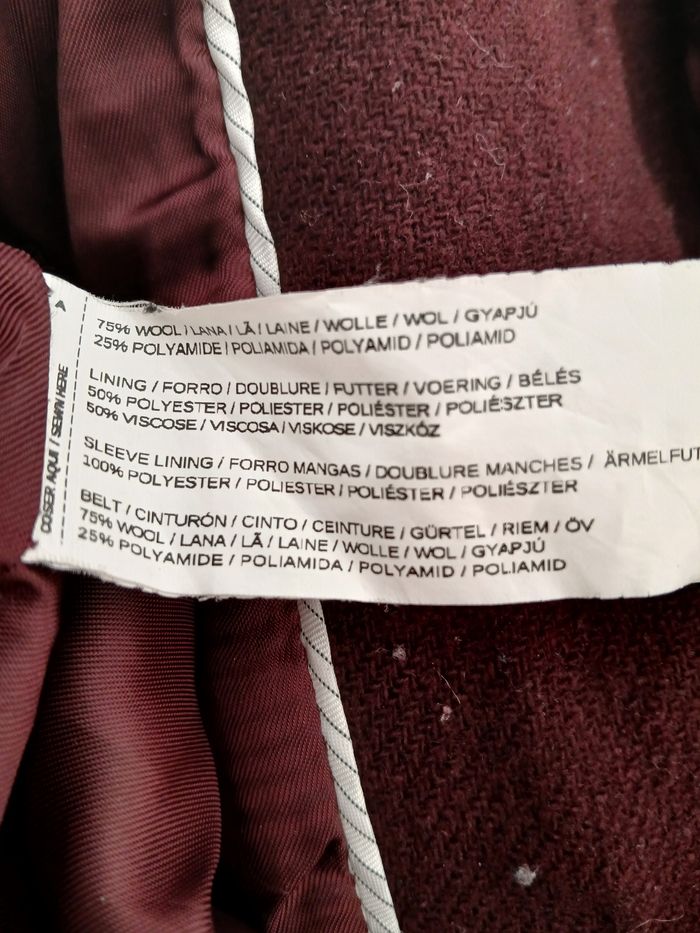 75% WOOL / LANA / LÃ / LAINE / WOLLE / WOL / GYAPJÚ
25% POLYAMIDE / POLIAMIDA / POLYAMID / POLIAMID
LINING / FORRO / DOUBLURE / FUTTER / VOERING / BÉLÉS
50% POLYESTER / POLIESTER / POLIÉSTER / POLIÉSZTER
50% VISCOSE / VISCOSA / VISKOSE / VISZKÓZ
SLEEVE LINING / FORRO MANGAS / DOUBLURE MANCHES / ÄRMELFUT
100% POLYESTER / POLIESTER / POLIÉSTER / POLIÉSZTER
BELT / CINTURÓN / CINTO / CEINTURE / GÜRTEL / RIEM / ÖV
75% WOOL / LANA / LÃ / LAINE / WOLLE / WOL / GYAPJÚ
25% POLYAMIDE / POLIAMIDA / POLYAMID / POLIAMID
COSER AQUI / SEWN HERE
A